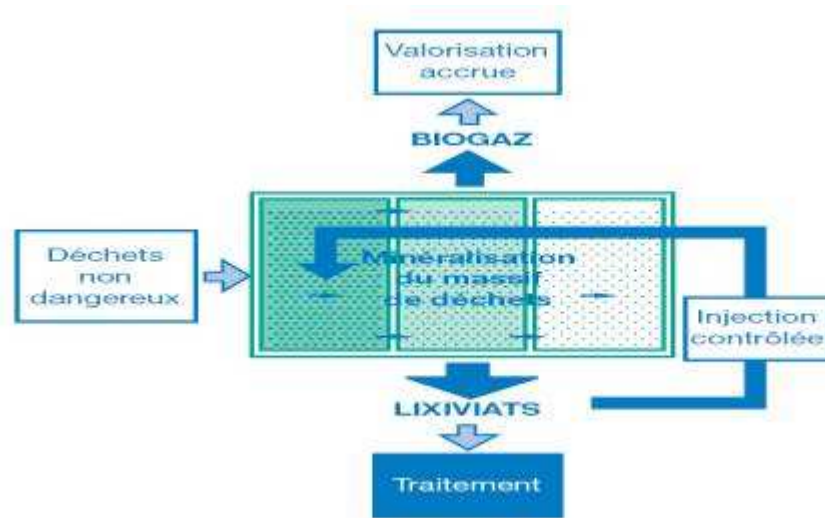 Valorisation
accrue
BIOGAZ
Déchets
non
dangereux
Minéralisation
du massif
de déchets
Injection
contrôlée
LIXIVIATS
Traitement